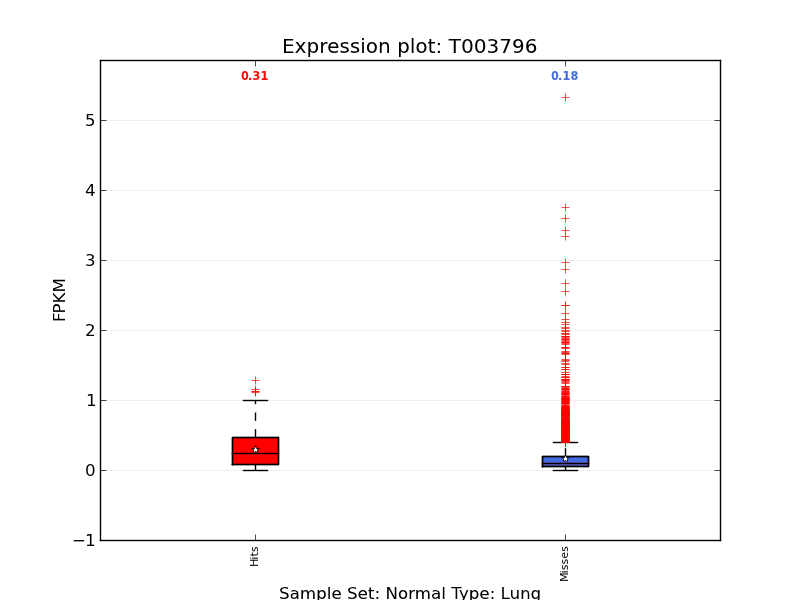 Expression plot: T003796
0.31
0.18
FPKM
5
4
3
2
1
0
−1
Hits
Misses
Sample Set: Normal Type: Lung